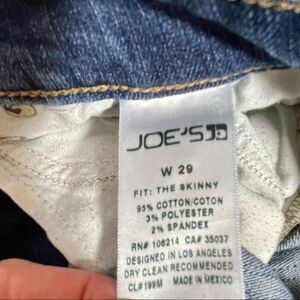 JOE'S
W 29
FIT: THE SKINNY
95% COTTON/COTON
3% POLYESTER
2% SPANDEX
RN# 106214 CA# 35037
DESIGNED IN LOS ANGELES
DRY CLEAN RECOMMENDED
CL#199M MADE IN MEXICO